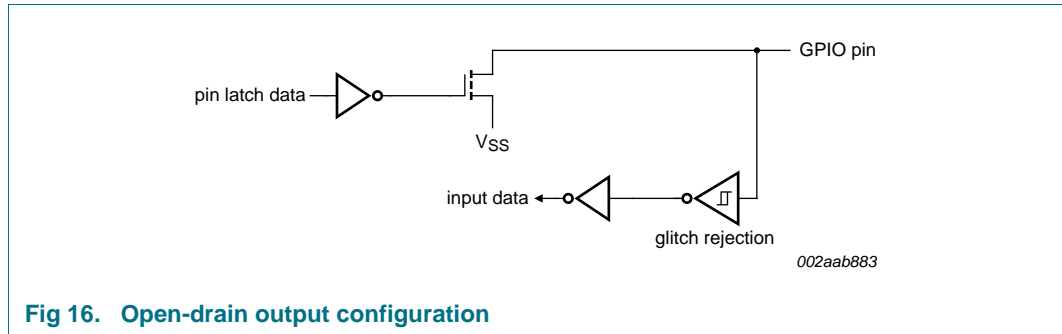 GPIO pin
pin latch data
VSS
input data
glitch rejection
002aab883
Fig 16. Open-drain output configuration